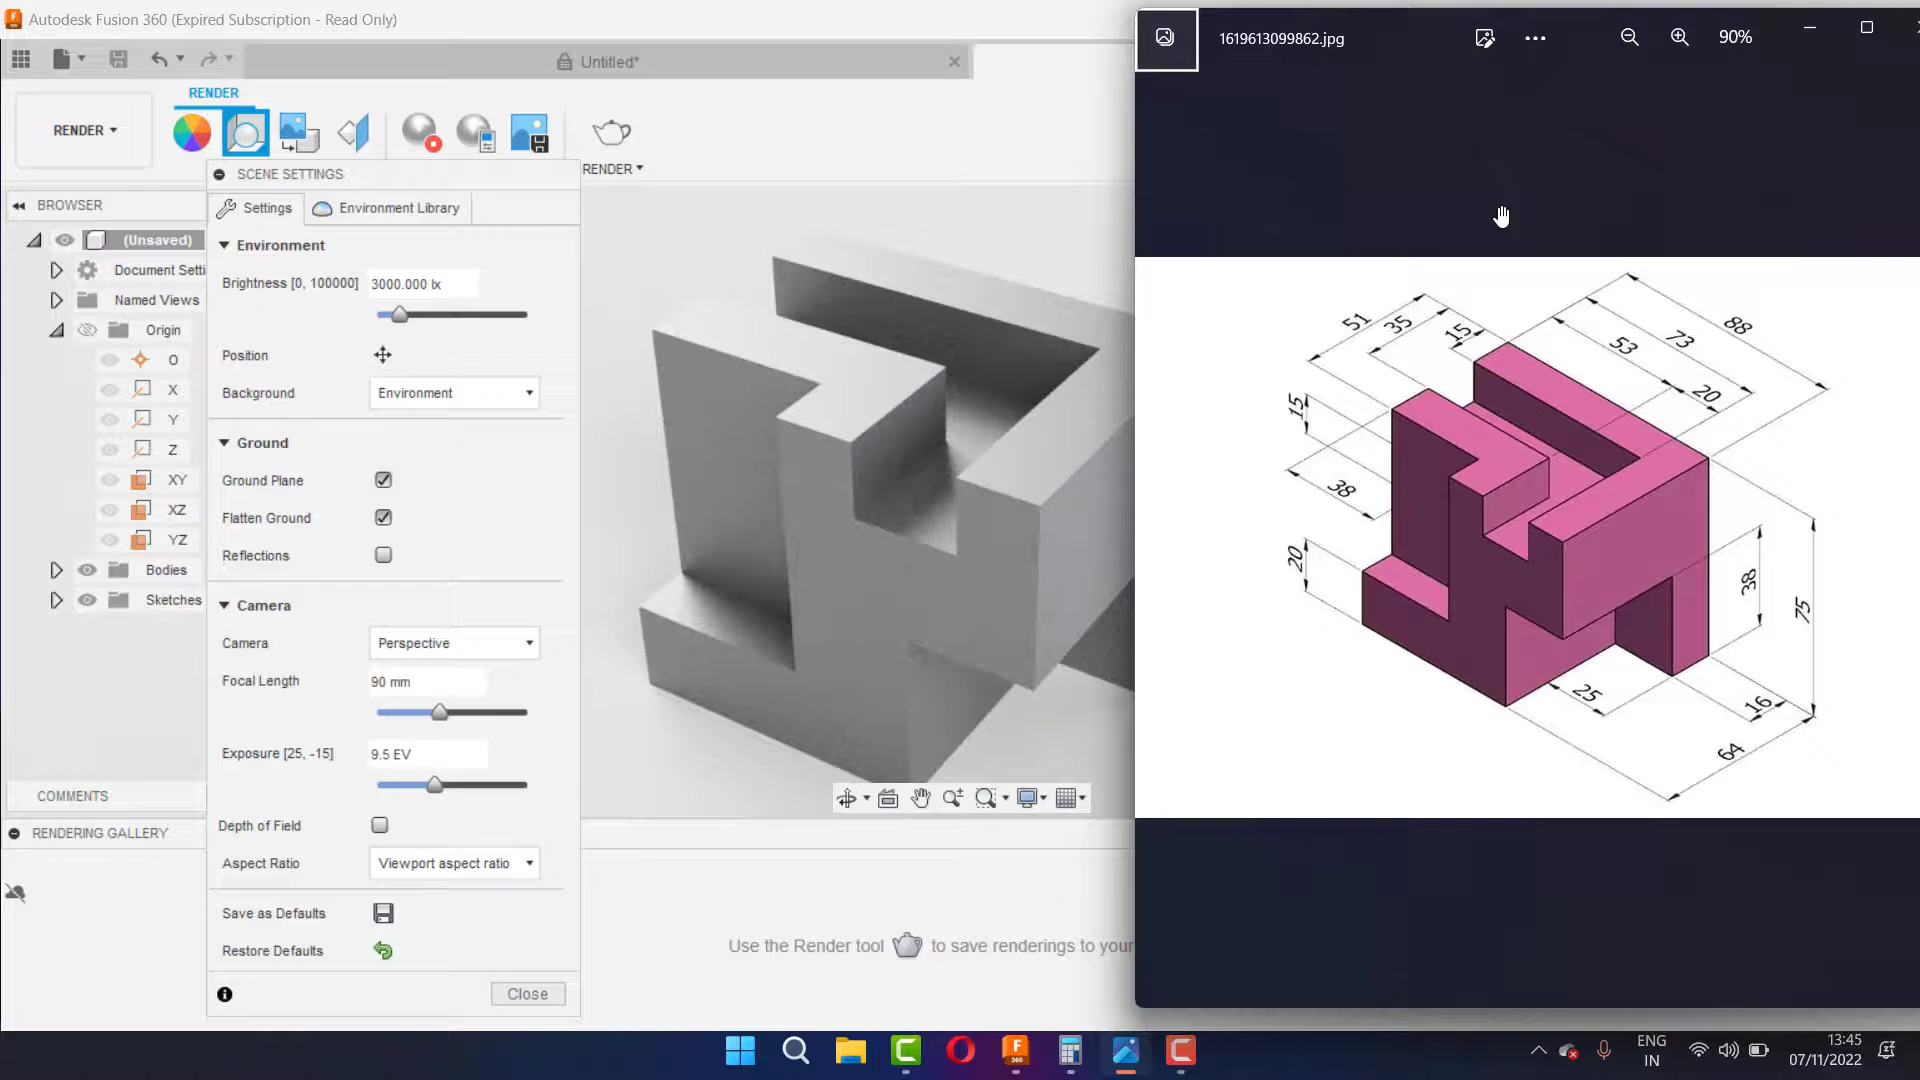 Autodesk Fusion 360 (Expired Subscription - Read Only)
Untitled*
RENDER
RENDER
RENDER
SCENE SETTINGS
Settings
Environment Library
BROWSER
(Unsaved)
Document Setti
Named Views
Origin
O
X
Y
Z
XY
XZ
YZ
Bodies
Sketches
COMMENTS
RENDERING GALLERY
Environment
Brightness [0, 100000]
3000.000 lx
Position
Background
Environment
Ground
Ground Plane
Flatten Ground
Reflections
Camera
Camera
Perspective
Focal Length
90 mm
Exposure [25, -15]
9.5 EV
Depth of Field
Aspect Ratio
Viewport aspect ratio
Save as Defaults
Restore Defaults
Close
Use the Render tool
to save renderings to your
1619613099862.jpg
90%
51
35
15
88
73
53
20
15
38
20
38
75
25
16
64
F
360
ENG
IN
13:45
07/11/2022